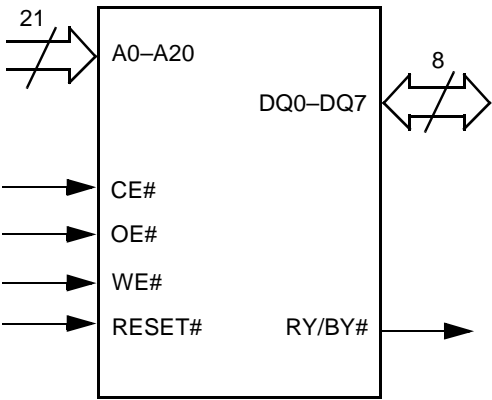 21
A0–A20
8
DQ0–DQ7
CE#
OE#
WE#
RESET#
RY/BY#